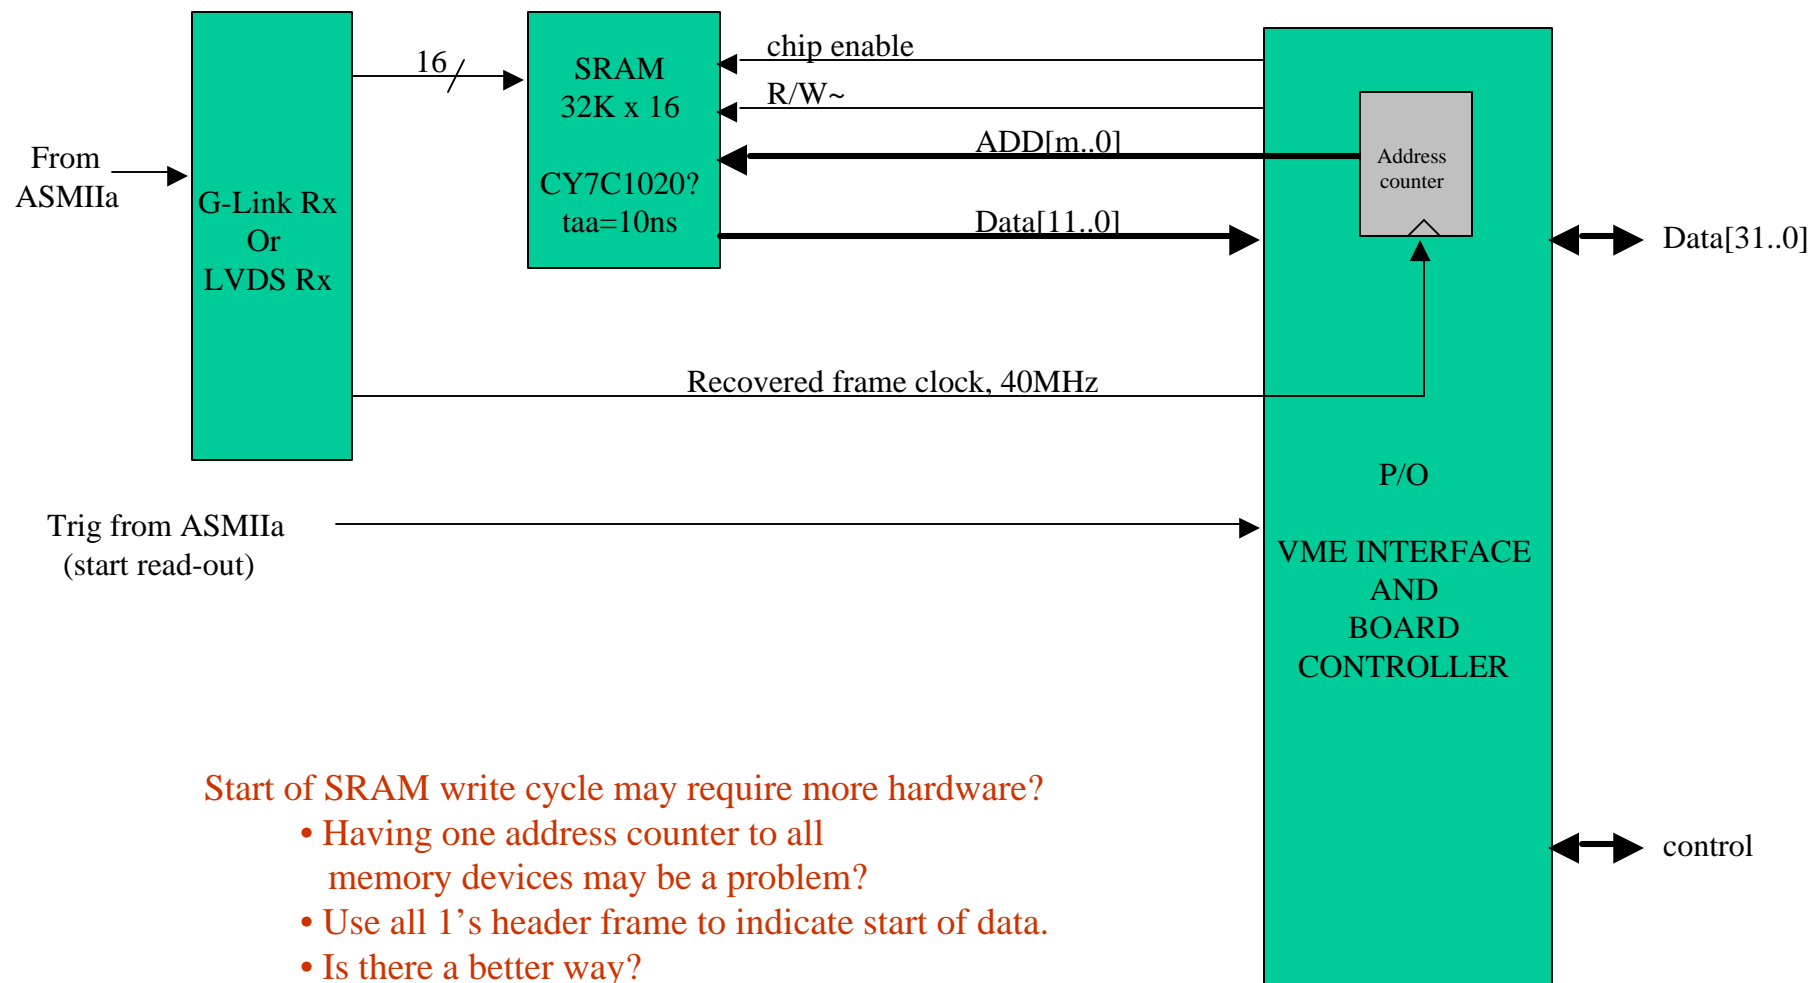 From
ASMIIa
G-Link Rx
Or
LVDS Rx
16
SRAM
32K x 16
CY7C1020?
taa=10ns
chip enable
R/W~
ADD[m..0]
Data[11..0]
Address
counter
Data[31..0]
Recovered frame clock, 40MHz
Trig from ASMIIa
(start read-out)
P/O
VME INTERFACE
AND
BOARD
CONTROLLER
control
Start of SRAM write cycle may require more hardware?
• Having one address counter to all
memory devices may be a problem?
• Use all 1’s header frame to indicate start of data.
• Is there a better way?